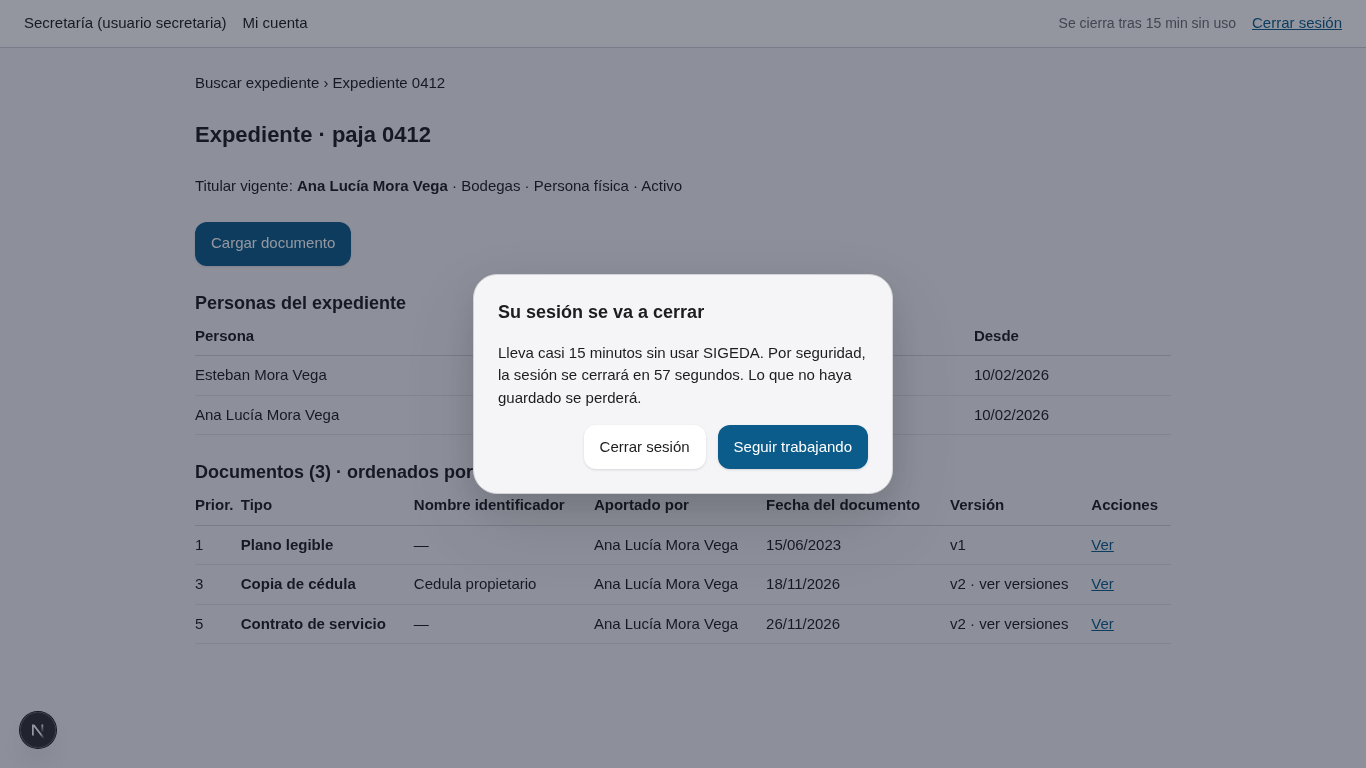 Secretaría (usuario secretaria) Mi cuenta Se cierra tras 15 min sin uso Cerrar sesión
Buscar expediente › Expediente 0412
Expediente · paja 0412
Titular vigente: Ana Lucía Mora Vega · Bodegas · Persona física · Activo
Cargar documento
Personas del expediente
Persona Desde
Esteban Mora Vega 10/02/2026
Ana Lucía Mora Vega 10/02/2026
Su sesión se va a cerrar
Lleva casi 15 minutos sin usar SIGEDA. Por seguridad,
la sesión se cerrará en 57 segundos. Lo que no haya
guardado se perderá.
Cerrar sesión Seguir trabajando
Documentos (3) · ordenados por
Prior. Tipo Nombre identificador Aportado por Fecha del documento Versión Acciones
1 Plano legible — Ana Lucía Mora Vega 15/06/2023 v1 Ver
3 Copia de cédula Cedula propietario Ana Lucía Mora Vega 18/11/2026 v2 · ver versiones Ver
5 Contrato de servicio — Ana Lucía Mora Vega 26/11/2026 v2 · ver versiones Ver
N